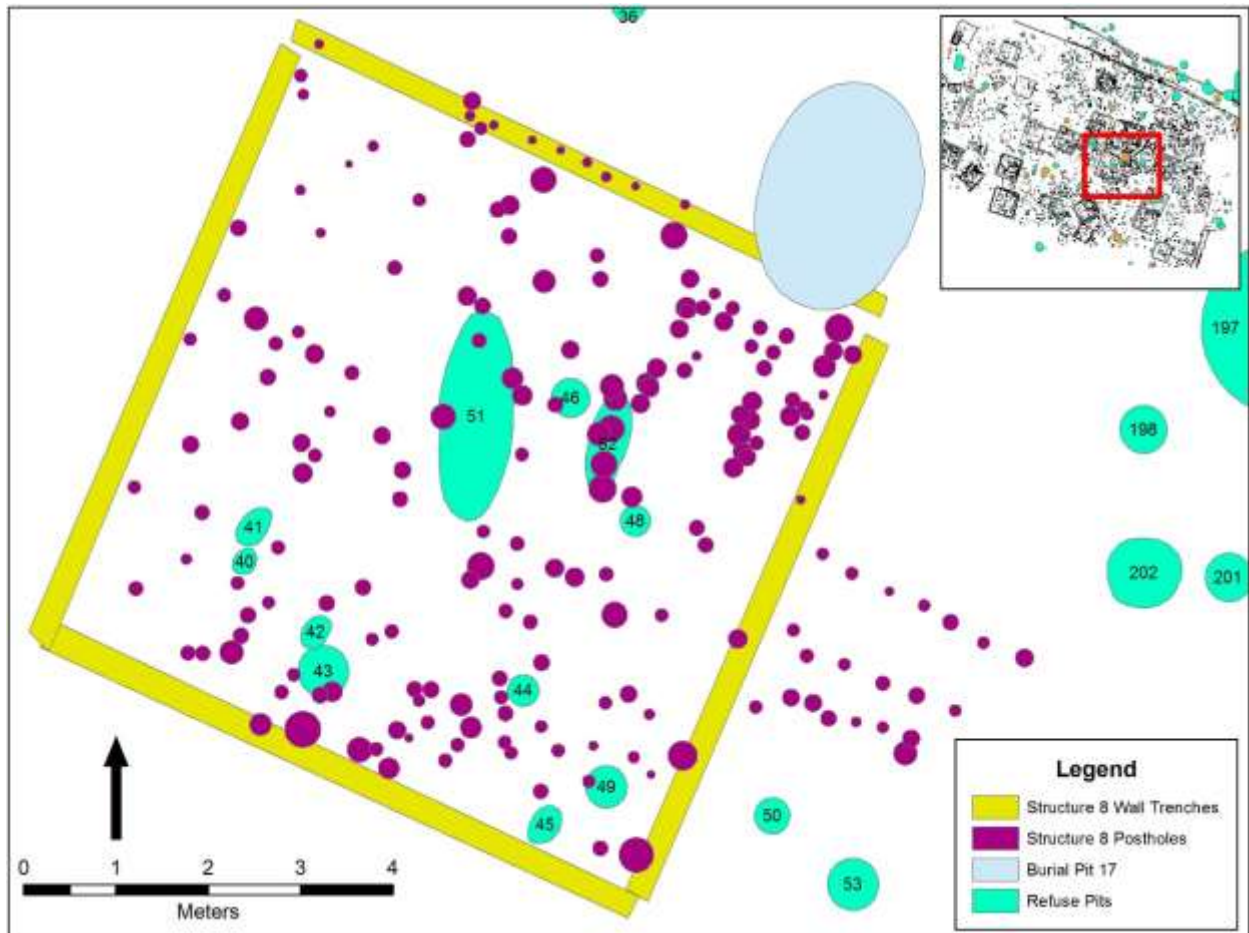 36
197
46
51
52
198
41
48
40
202
201
42
43
44
49
45
50
53
0 1 2 3 4
Meters
Legend
Structure 8 Wall Trenches
Structure 8 Postholes
Burial Pit 17
Refuse Pits